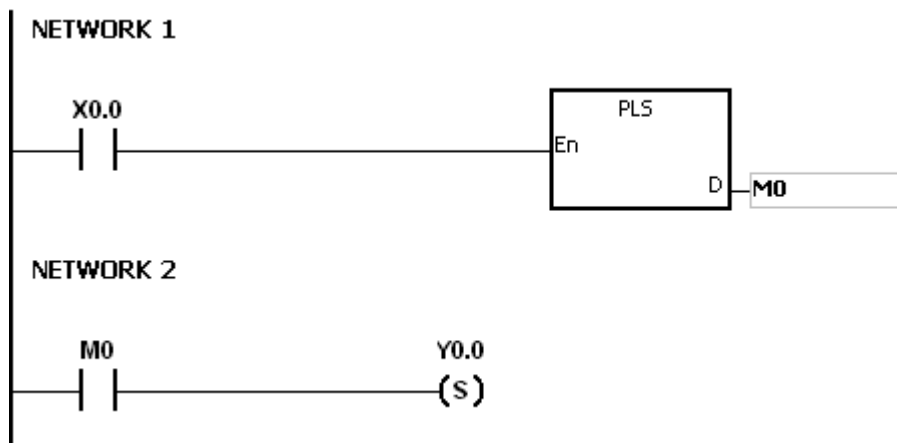 NETWORK 1
X0.0
PLS
En
D M0
NETWORK 2
M0 Y0.0
(S)